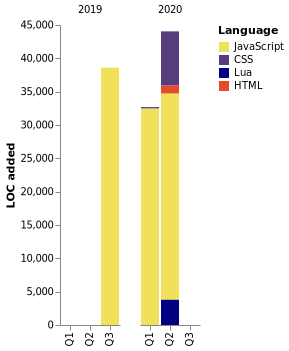 2019 2020
Language
JavaScript
CSS
Lua
HTML
LOC added
45,000
40,000
35,000
30,000
25,000
20,000
15,000
10,000
5,000
0
Q1 Q2 Q3 Q1 Q2 Q3